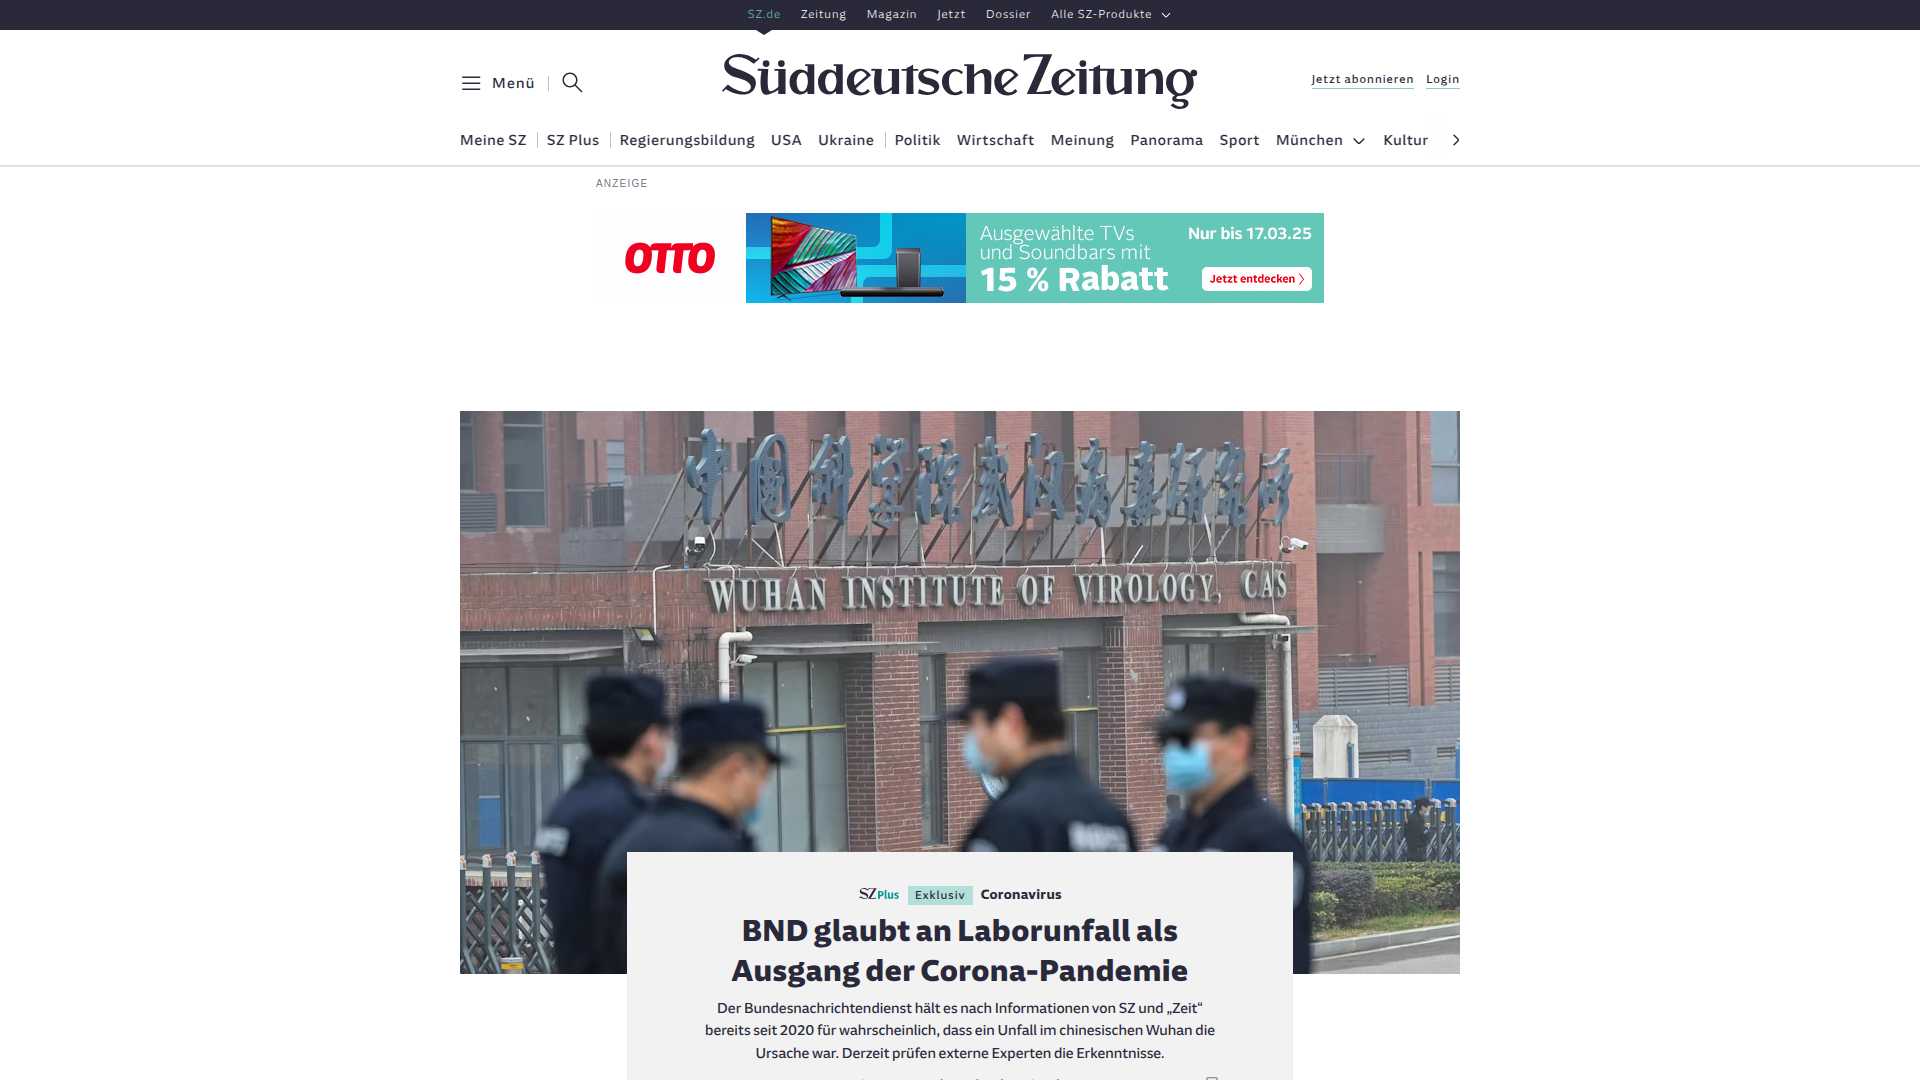 SZ.de Zeitung Magazin Jetzt Dossier Alle SZ-Produkte
Menü
Süddeutsche Zeitung
Jetzt abonnieren Login
Meine SZ SZ Plus Regierungsbildung USA Ukraine Politik Wirtschaft Meinung Panorama Sport München Kultur
ANZEIGE
OTTO
Ausgewählte TVs
und Soundbars mit
15 % Rabatt
Nur bis 17.03.25
Jetzt entdecken
中国科学院武汉病毒研究所
WUHAN INSTITUTE OF VIROLOGY, CAS
SZ Plus Exklusiv Coronavirus
BND glaubt an Laborunfall als
Ausgang der Corona-Pandemie
Der Bundesnachrichtendienst hält es nach Informationen von SZ und „Zeit“
bereits seit 2020 für wahrscheinlich, dass ein Unfall im chinesischen Wuhan die
Ursache war. Derzeit prüfen externe Experten die Erkenntnisse.